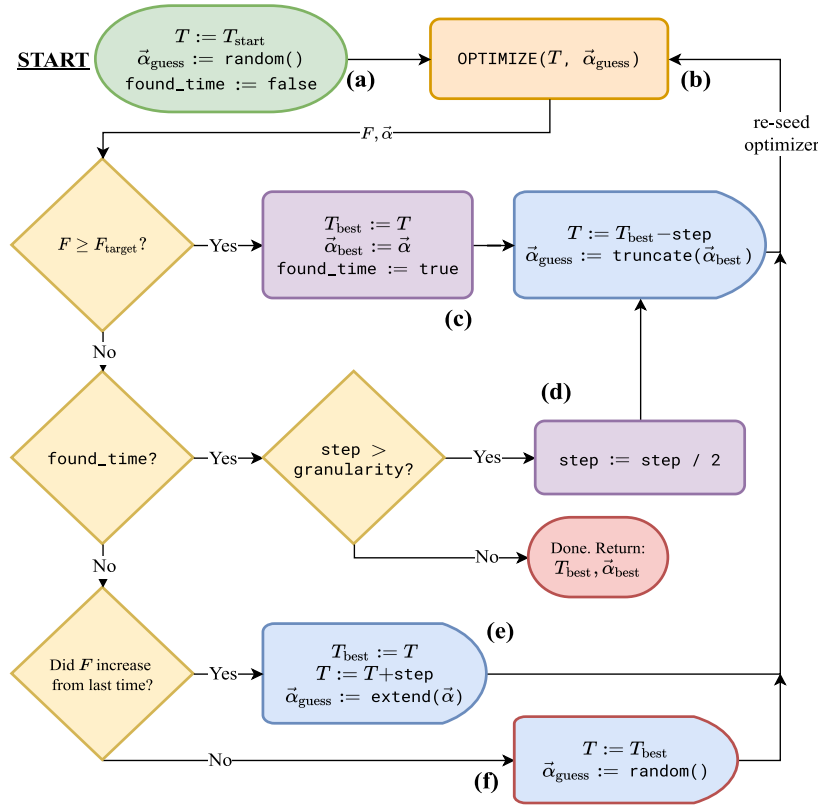 START
T := T_start
α⃗_guess := random()
found_time := false
(a)
OPTIMIZE(T, α⃗_guess)
(b)
F, α⃗
re-seed
optimizer
F ≥ F_target?
Yes
T_best := T
α⃗_best := α⃗
found_time := true
(c)
T := T_best−step
α⃗_guess := truncate(α⃗_best)
No
(d)
found_time?
Yes
step >
granularity?
Yes
step := step / 2
No
Done. Return:
T_best, α⃗_best
No
Did F increase
from last time?
Yes
T_best := T
T := T+step
α⃗_guess := extend(α⃗)
(e)
No
T := T_best
α⃗_guess := random()
(f)